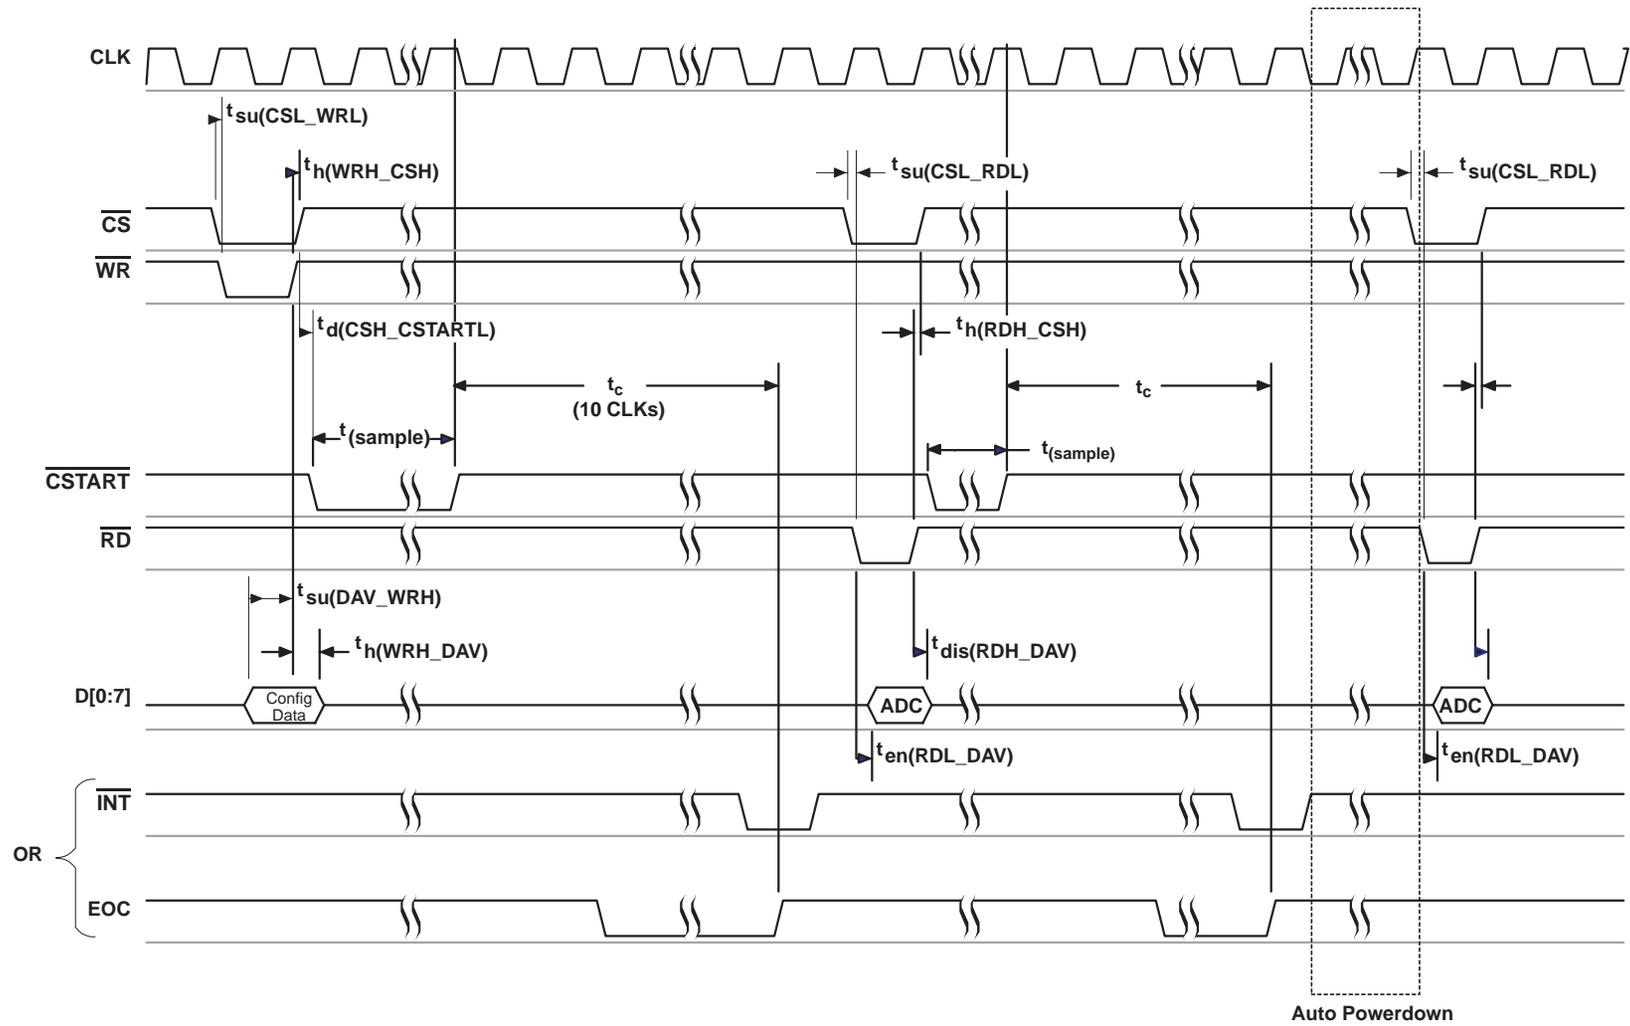 CLK
tsu(CSL_WRL)
th(WRH_CSH)
tsu(CSL_RDL)
tsu(CSL_RDL)
CS
WR
td(CSH_CSTARTL)
th(RDH_CSH)
tc
(10 CLKs)
tc
t(sample)
t(sample)
CSTART
RD
tsu(DAV_WRH)
th(WRH_DAV)
tdis(RDH_DAV)
D[0:7]
Config
Data
ADC
ADC
ten(RDL_DAV)
ten(RDL_DAV)
INT
OR
EOC
Auto Powerdown